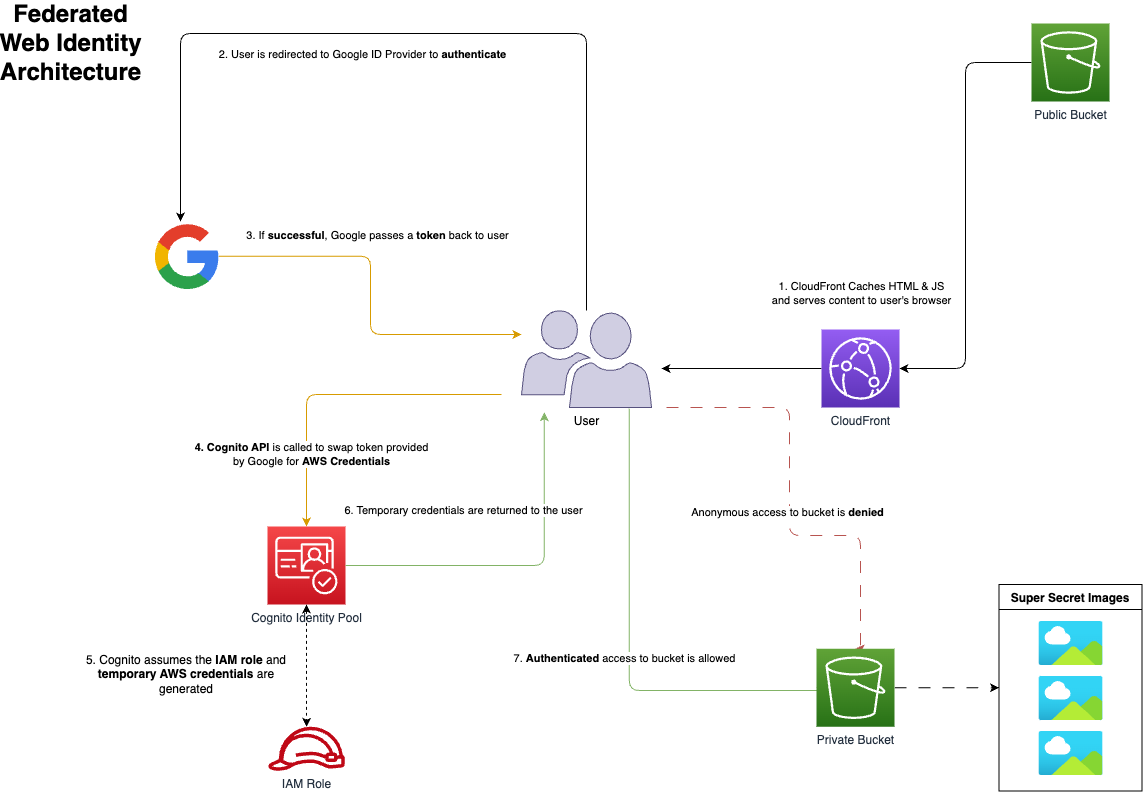 Federated
Web Identity
Architecture
2. User is redirected to Google ID Provider to authenticate
Public Bucket
3. If successful, Google passes a token back to user
1. CloudFront Caches HTML & JS
and serves content to user's browser
User
CloudFront
4. Cognito API is called to swap token provided
by Google for AWS Credentials
6. Temporary credentials are returned to the user
Anonymous access to bucket is denied
Cognito Identity Pool
Super Secret Images
5. Cognito assumes the IAM role and
temporary AWS credentials are
generated
7. Authenticated access to bucket is allowed
Private Bucket
IAM Role